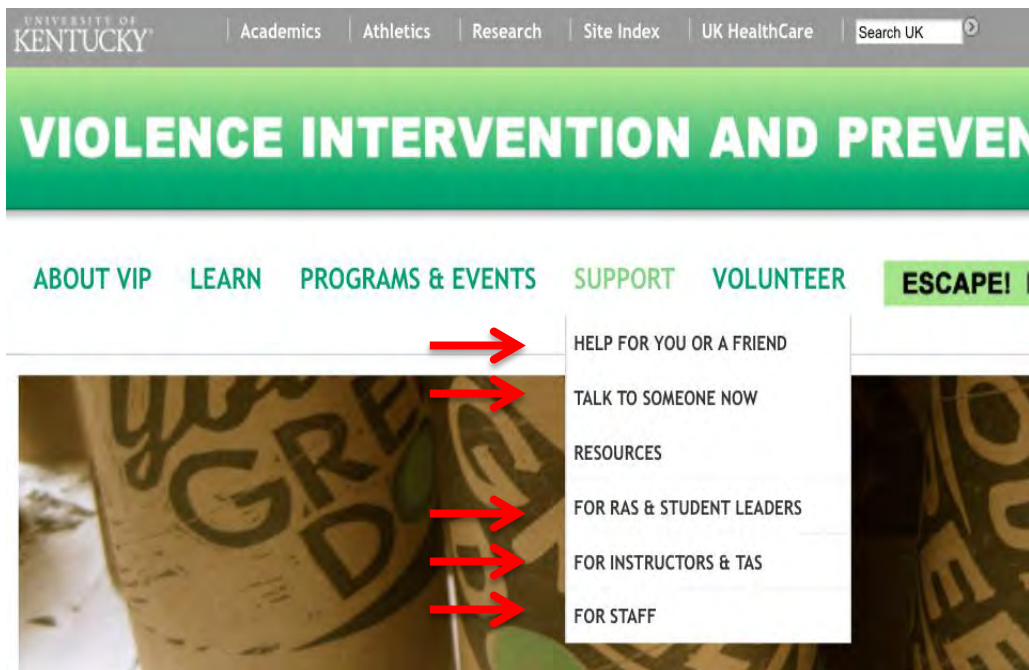 UNIVERSITY OF
KENTUCKY
Academics Athletics Research Site Index UK HealthCare Search UK
VIOLENCE INTERVENTION AND PREVEN
ABOUT VIP LEARN PROGRAMS & EVENTS SUPPORT VOLUNTEER ESCAPE!
HELP FOR YOU OR A FRIEND
TALK TO SOMEONE NOW
RESOURCES
FOR RAS & STUDENT LEADERS
FOR INSTRUCTORS & TAS
FOR STAFF
GRE
D